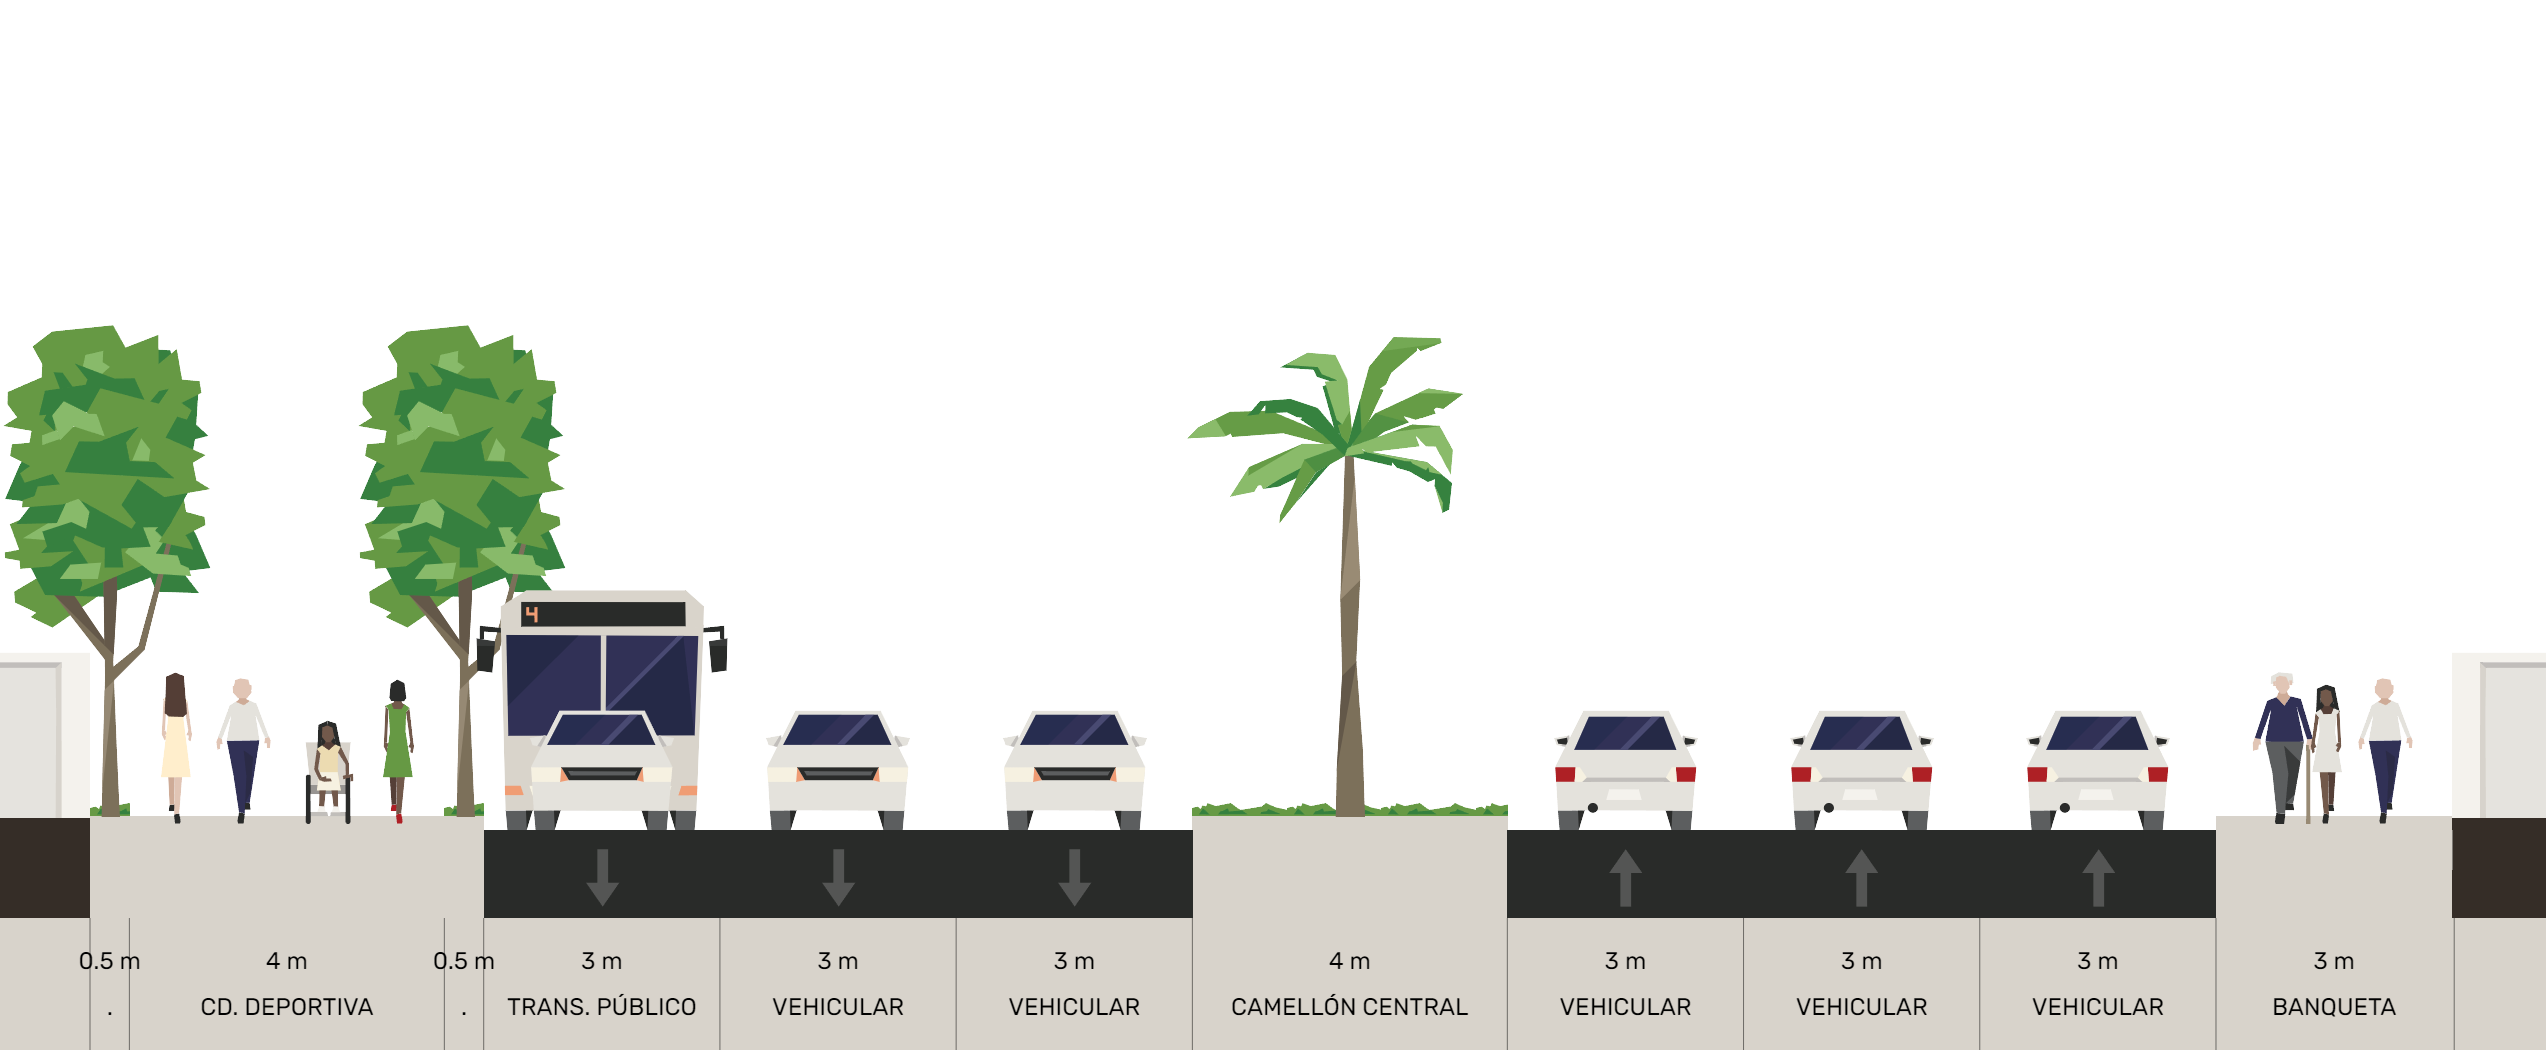 4
0.5 m 4 m 0.5 m 3 m 3 m 3 m 4 m 3 m 3 m 3 m 3 m
. CD. DEPORTIVA . TRANS. PÚBLICO VEHICULAR VEHICULAR CAMELLÓN CENTRAL VEHICULAR VEHICULAR VEHICULAR BANQUETA